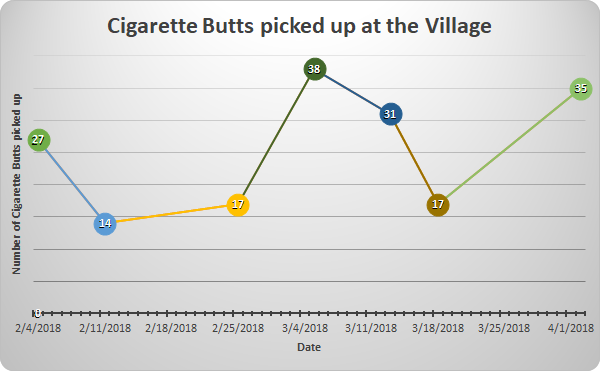 Cigarette Butts picked up at the Village
Number of Cigarette Butts picked up
38
35
31
27
17
17
14
0
2/4/2018 2/11/2018 2/18/2018 2/25/2018 3/4/2018 3/11/2018 3/18/2018 3/25/2018 4/1/2018
Date